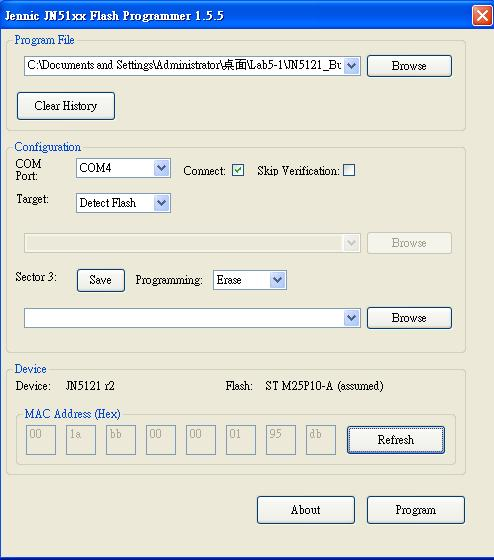 Jennic JN51xx Flash Programmer 1.5.5
Program File
C:\Documents and Settings\Administrator\桌面\Lab5-1\JN5121_Bu
Browse
Clear History
Configuration
COM Port:
COM4
Connect:
Skip Verification:
Target:
Detect Flash
Browse
Sector 3:
Save
Programming:
Erase
Browse
Device
Device:
JN5121 r2
Flash:
ST M25P10-A (assumed)
MAC Address (Hex)
00 1a bb 00 00 01 95 db
Refresh
About
Program